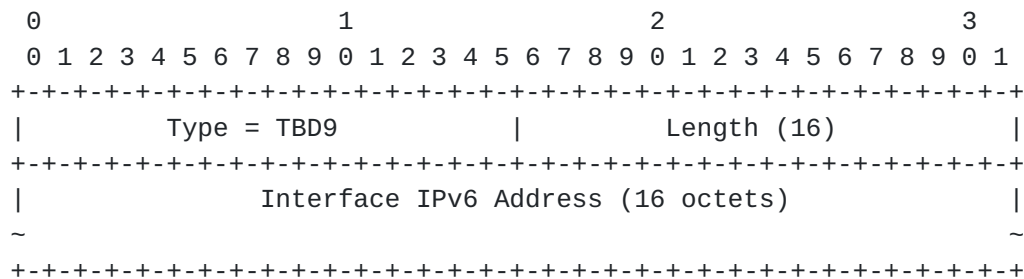 0                   1                   2                   3
 0 1 2 3 4 5 6 7 8 9 0 1 2 3 4 5 6 7 8 9 0 1 2 3 4 5 6 7 8 9 0 1
+-+-+-+-+-+-+-+-+-+-+-+-+-+-+-+-+-+-+-+-+-+-+-+-+-+-+-+-+-+-+-+-+
|         Type = TBD9           |         Length (16)           |
+-+-+-+-+-+-+-+-+-+-+-+-+-+-+-+-+-+-+-+-+-+-+-+-+-+-+-+-+-+-+-+-+
|               Interface IPv6 Address (16 octets)              |
~                                                               ~
+-+-+-+-+-+-+-+-+-+-+-+-+-+-+-+-+-+-+-+-+-+-+-+-+-+-+-+-+-+-+-+-+